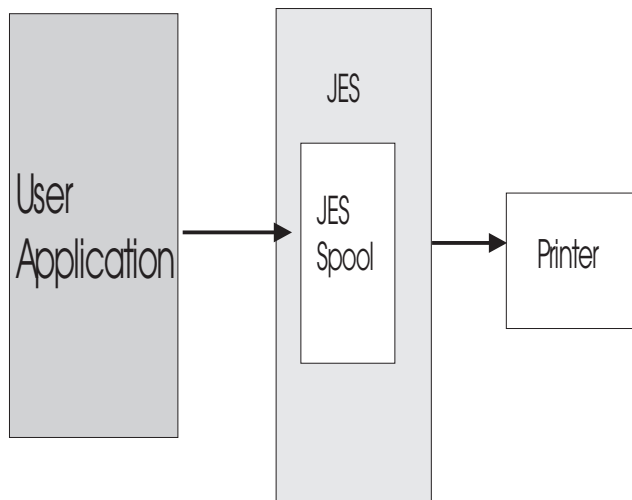 User
Application
JES
JES
Spool
Printer